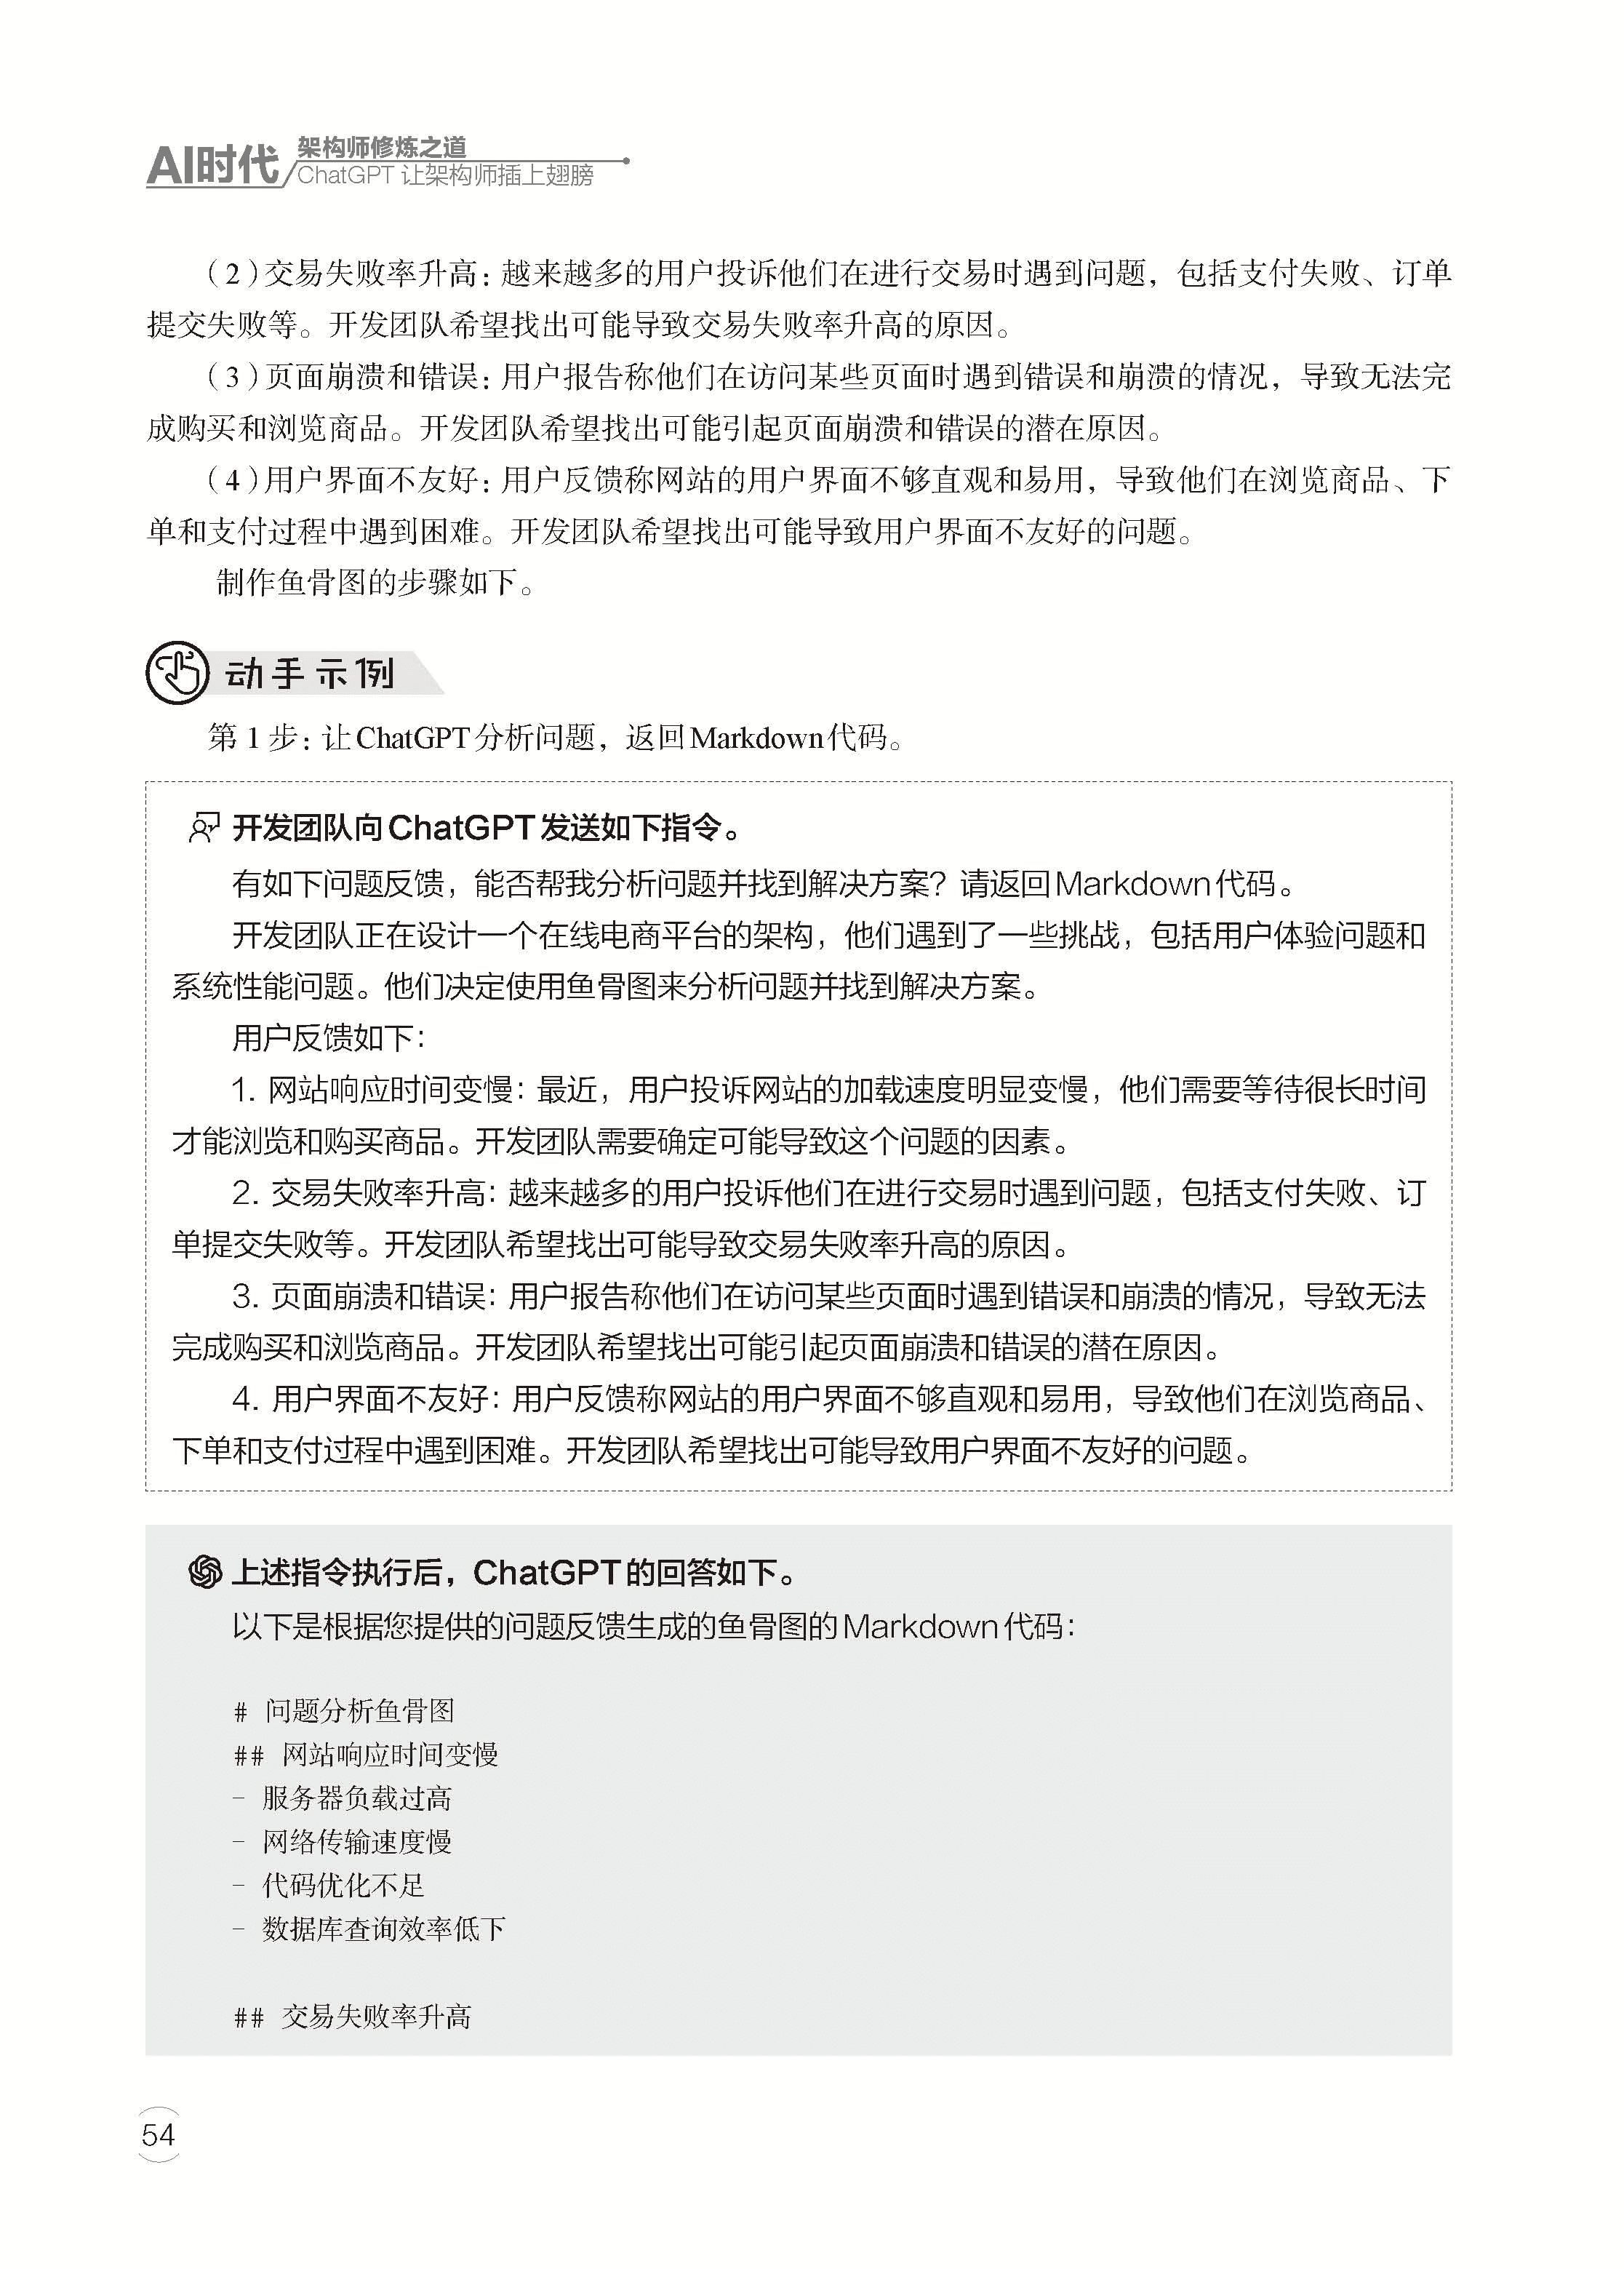 AI时代
架构师修炼之道
ChatGPT 让架构师插上翅膀
（2）交易失败率升高：越来越多的用户投诉他们在进行交易时遇到问题，包括支付失败、订单
提交失败等。开发团队希望找出可能导致交易失败率升高的原因。
（3）页面崩溃和错误：用户报告称他们在访问某些页面时遇到错误和崩溃的情况，导致无法完
成购买和浏览商品。开发团队希望找出可能引起页面崩溃和错误的潜在原因。
（4）用户界面不友好：用户反馈称网站的用户界面不够直观和易用，导致他们在浏览商品、下
单和支付过程中遇到困难。开发团队希望找出可能导致用户界面不友好的问题。
制作鱼骨图的步骤如下。
动手示例
第 1 步：让ChatGPT分析问题，返回Markdown代码。
开发团队向ChatGPT发送如下指令。
有如下问题反馈，能否帮我分析问题并找到解决方案？请返回Markdown代码。
开发团队正在设计一个在线电商平台的架构，他们遇到了一些挑战，包括用户体验问题和
系统性能问题。他们决定使用鱼骨图来分析问题并找到解决方案。
用户反馈如下：
1. 网站响应时间变慢：最近，用户投诉网站的加载速度明显变慢，他们需要等待很长时间
才能浏览和购买商品。开发团队需要确定可能导致这个问题的因素。
2. 交易失败率升高：越来越多的用户投诉他们在进行交易时遇到问题，包括支付失败、订
单提交失败等。开发团队希望找出可能导致交易失败率升高的原因。
3. 页面崩溃和错误：用户报告称他们在访问某些页面时遇到错误和崩溃的情况，导致无法
完成购买和浏览商品。开发团队希望找出可能引起页面崩溃和错误的潜在原因。
4. 用户界面不友好：用户反馈称网站的用户界面不够直观和易用，导致他们在浏览商品、
下单和支付过程中遇到困难。开发团队希望找出可能导致用户界面不友好的问题。
上述指令执行后，ChatGPT的回答如下。
以下是根据您提供的问题反馈生成的鱼骨图的Markdown代码：
# 问题分析鱼骨图
## 网站响应时间变慢
- 服务器负载过高
- 网络传输速度慢
- 代码优化不足
- 数据库查询效率低下
## 交易失败率升高
54